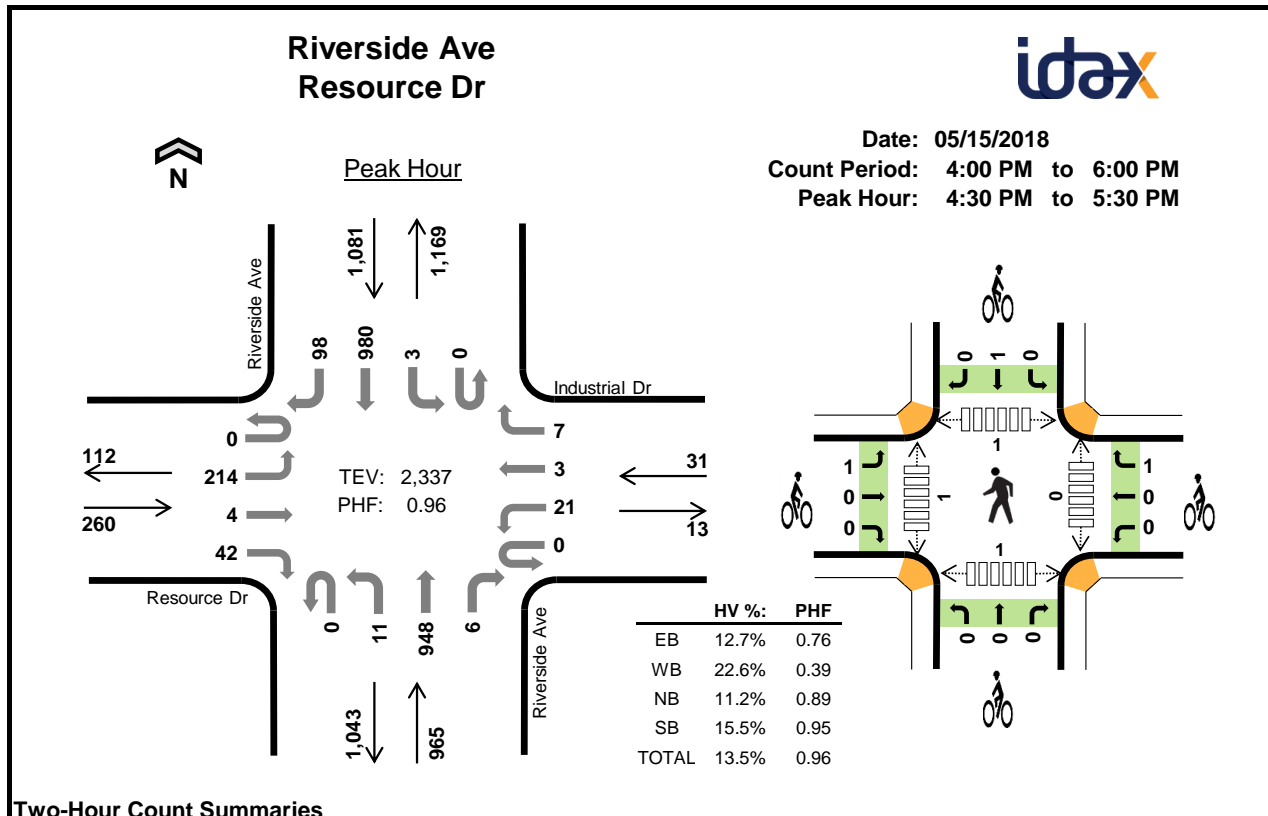 Riverside Ave
Resource Dr
idax
Date: 05/15/2018
Count Period: 4:00 PM to 6:00 PM
Peak Hour: 4:30 PM to 5:30 PM
N
Peak Hour
1,081
1,169
Riverside Ave
98
980
3
0
Industrial Dr
0
214
4
42
112
260
TEV: 2,337
PHF: 0.96
7
3
21
0
31
13
Resource Dr
0
11
948
6
Riverside Ave
1,043
965
0 1 0
1
1
0
0
1
1
0
1
0
0
1
0 0 0
HV %: PHF
EB 12.7% 0.76
WB 22.6% 0.39
NB 11.2% 0.89
SB 15.5% 0.95
TOTAL 13.5% 0.96
Two-Hour Count Summaries